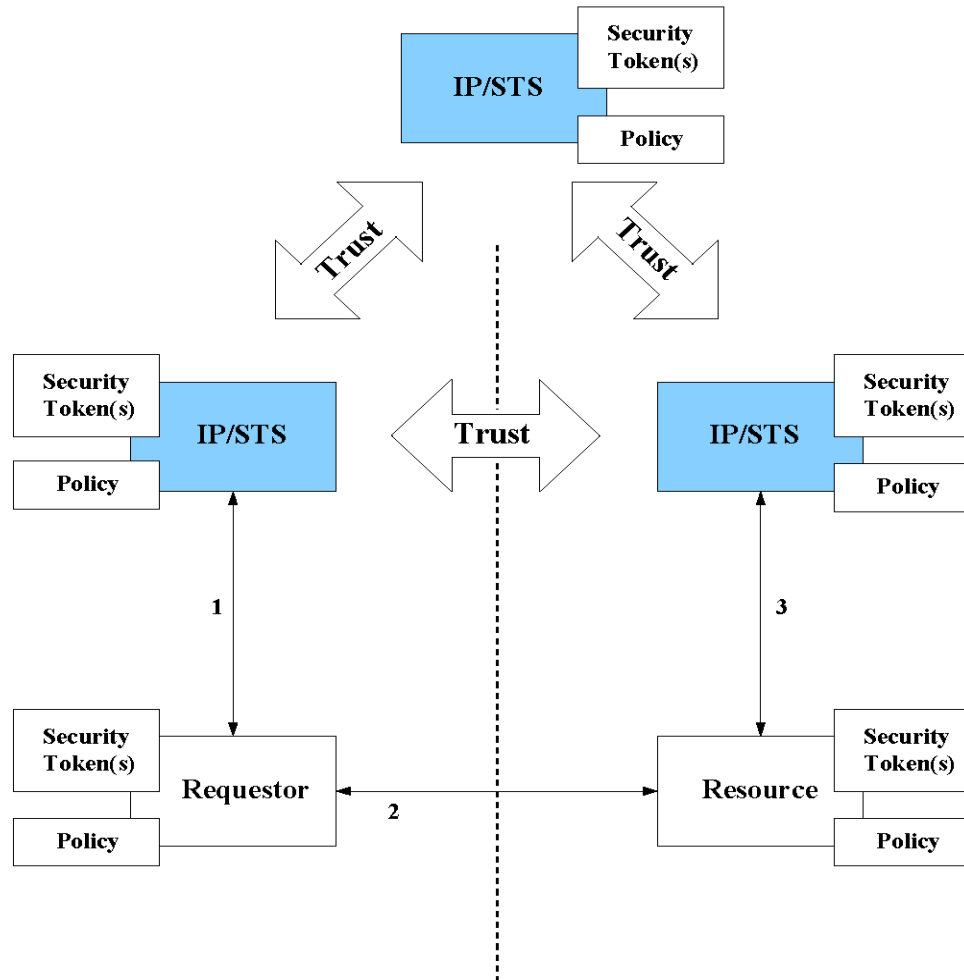 Security
Token(s)
IP/STS
Policy
Trust
Trust
Security
Token(s)
IP/STS
Policy
Trust
Security
Token(s)
IP/STS
Policy
1
3
Security
Token(s)
Requestor
Policy
2
Security
Token(s)
Resource
Policy